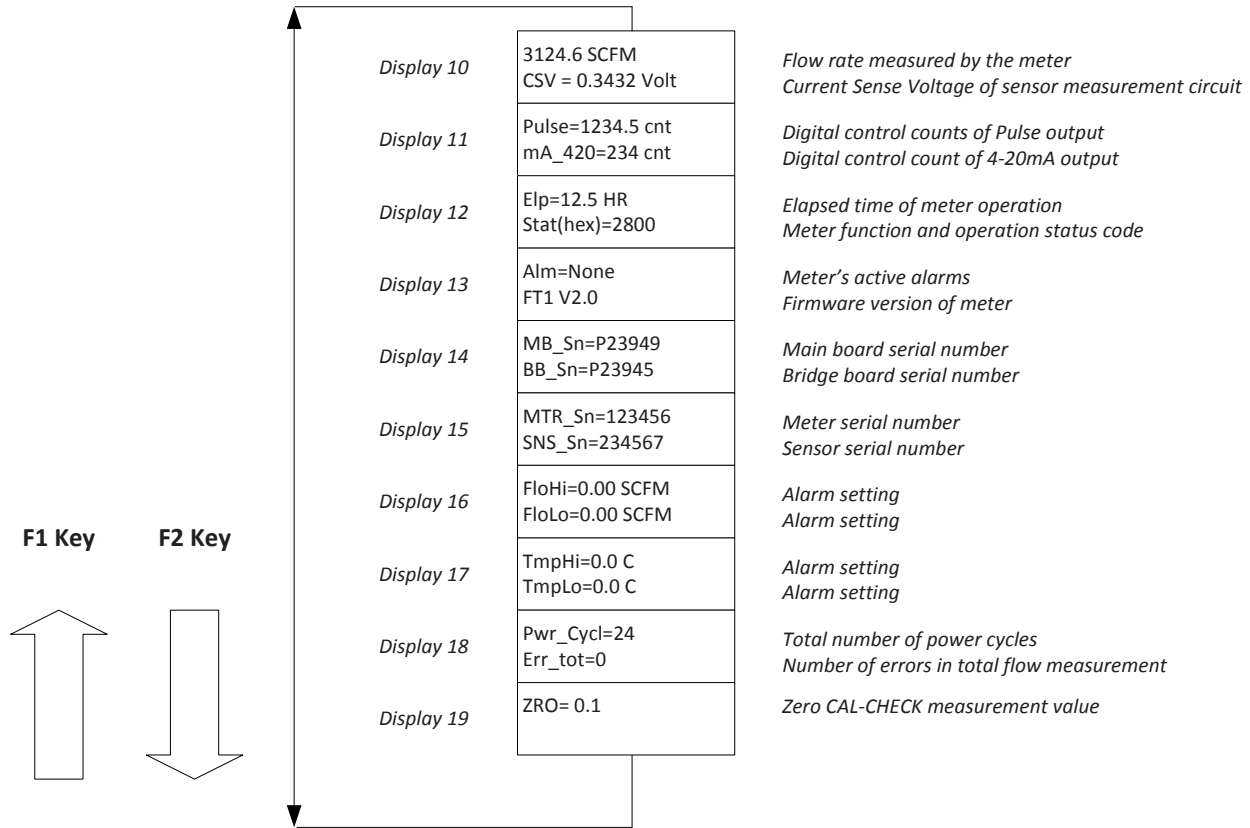 Display 10
3124.6 SCFM
CSV = 0.3432 Volt
Flow rate measured by the meter
Current Sense Voltage of sensor measurement circuit
Display 11
Pulse=1234.5 cnt
mA_420=234 cnt
Digital control counts of Pulse output
Digital control count of 4-20mA output
Display 12
Elp=12.5 HR
Stat(hex)=2800
Elapsed time of meter operation
Meter function and operation status code
Display 13
Alm=None
FT1 V2.0
Meter’s active alarms
Firmware version of meter
Display 14
MB_Sn=P23949
BB_Sn=P23945
Main board serial number
Bridge board serial number
Display 15
MTR_Sn=123456
SNS_Sn=234567
Meter serial number
Sensor serial number
Display 16
FloHi=0.00 SCFM
FloLo=0.00 SCFM
Alarm setting
Alarm setting
F1 Key
F2 Key
Display 17
TmpHi=0.0 C
TmpLo=0.0 C
Alarm setting
Alarm setting
Display 18
Pwr_Cycl=24
Err_tot=0
Total number of power cycles
Number of errors in total flow measurement
Display 19
ZRO= 0.1
Zero CAL-CHECK measurement value